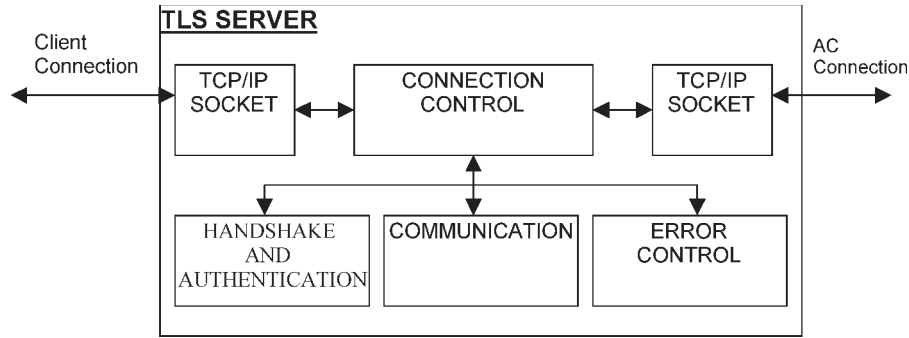 TLS SERVER
Client
Connection
TCP/IP
SOCKET
CONNECTION
CONTROL
TCP/IP
SOCKET
AC
Connection
HANDSHAKE
AND
AUTHENTICATION
COMMUNICATION
ERROR
CONTROL